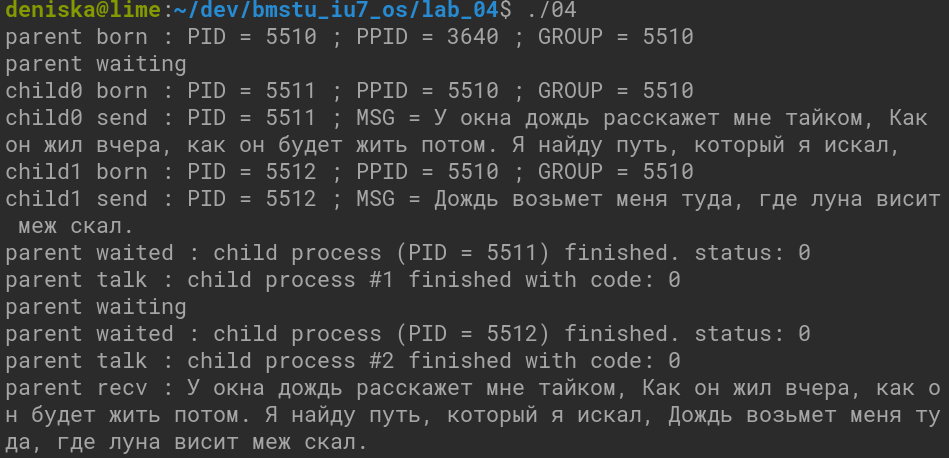 deniska@lime:~/dev/bmstu_iu7_os/lab_04$ ./04
parent born : PID = 5510 ; PPID = 3640 ; GROUP = 5510
parent waiting
child0 born : PID = 5511 ; PPID = 5510 ; GROUP = 5510
child0 send : PID = 5511 ; MSG = У окна дождь расскажет мне тайком, Как
он жил вчера, как он будет жить потом. Я найду путь, который я искал,
child1 born : PID = 5512 ; PPID = 5510 ; GROUP = 5510
child1 send : PID = 5512 ; MSG = Дождь возьмет меня туда, где луна висит
 меж скал.
parent waited : child process (PID = 5511) finished. status: 0
parent talk : child process #1 finished with code: 0
parent waiting
parent waited : child process (PID = 5512) finished. status: 0
parent talk : child process #2 finished with code: 0
parent recv : У окна дождь расскажет мне тайком, Как он жил вчера, как о
н будет жить потом. Я найду путь, который я искал, Дождь возьмет меня ту
да, где луна висит меж скал.